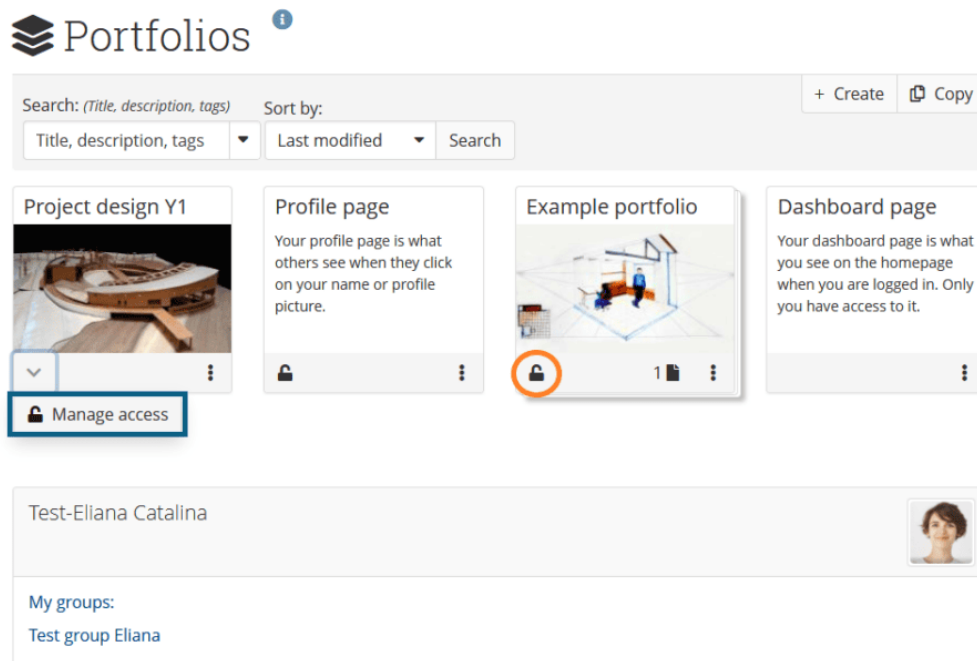 Portfolios
+ Create
Copy
Search: (Title, description, tags)
Sort by:
Title, description, tags
Last modified
Search
Project design Y1
Profile page
Your profile page is what
others see when they click
on your name or profile
picture.
Example portfolio
Dashboard page
Your dashboard page is what
you see on the homepage
when you are logged in. Only
you have access to it.
1
Manage access
Test-Eliana Catalina
My groups:
Test group Eliana